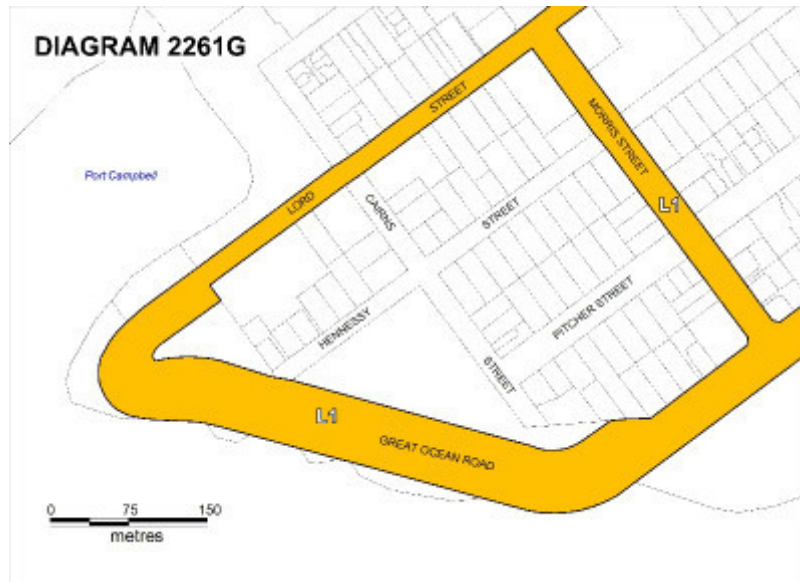 DIAGRAM 2261G
STREET
MORRIS STREET
Port Campbell
LORD
CAIRNS
STREET
L1
HENNESSY
PITCHER STREET
STREET
L1
GREAT OCEAN ROAD
0 75 150
metres